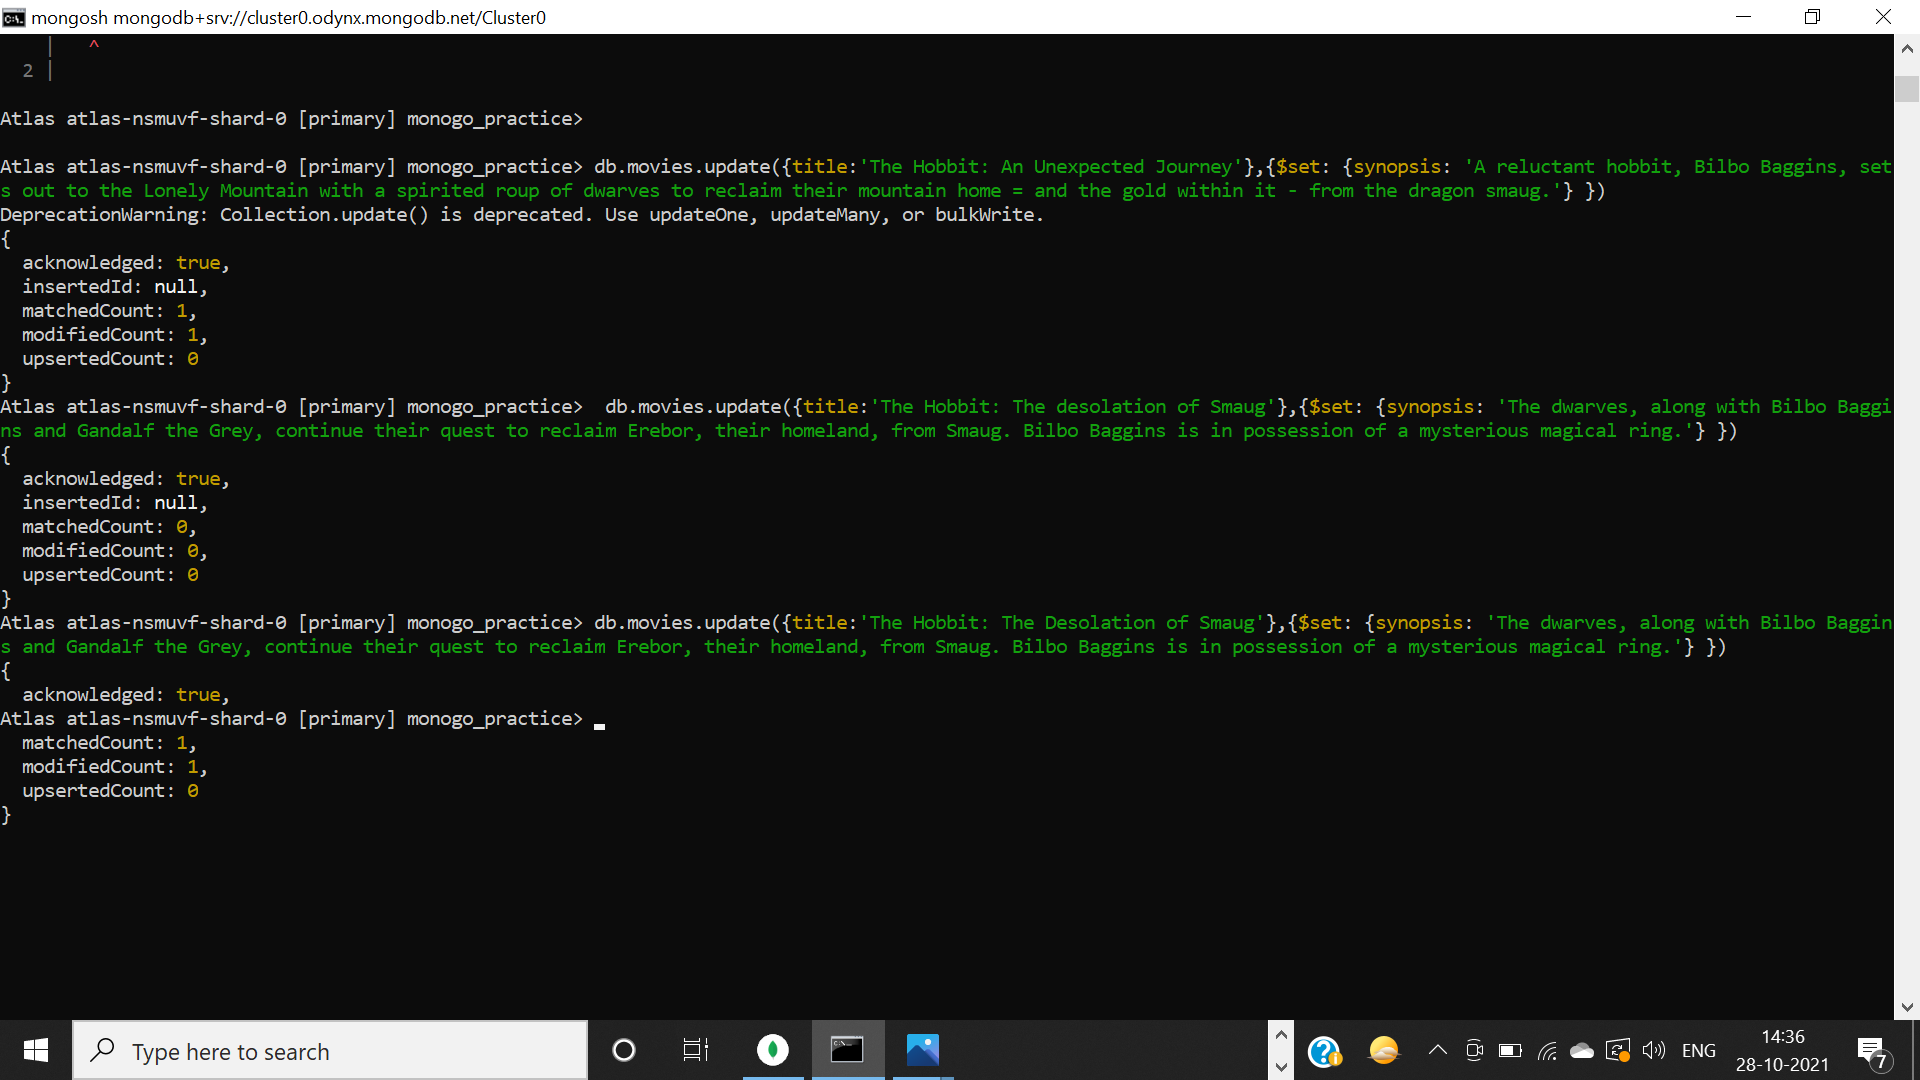 mongosh mongodb+srv://cluster0.odynx.mongodb.net/Cluster0
|   ^
2 |
Atlas atlas-nsmuvf-shard-0 [primary] monogo_practice>
Atlas atlas-nsmuvf-shard-0 [primary] monogo_practice> db.movies.update({title:'The Hobbit: An Unexpected Journey'},{$set: {synopsis: 'A reluctant hobbit, Bilbo Baggins, set
s out to the Lonely Mountain with a spirited roup of dwarves to reclaim their mountain home = and the gold within it - from the dragon smaug.'} })
DeprecationWarning: Collection.update() is deprecated. Use updateOne, updateMany, or bulkWrite.
{
  acknowledged: true,
  insertedId: null,
  matchedCount: 1,
  modifiedCount: 1,
  upsertedCount: 0
}
Atlas atlas-nsmuvf-shard-0 [primary] monogo_practice>  db.movies.update({title:'The Hobbit: The desolation of Smaug'},{$set: {synopsis: 'The dwarves, along with Bilbo Baggi
ns and Gandalf the Grey, continue their quest to reclaim Erebor, their homeland, from Smaug. Bilbo Baggins is in possession of a mysterious magical ring.'} })
{
  acknowledged: true,
  insertedId: null,
  matchedCount: 0,
  modifiedCount: 0,
  upsertedCount: 0
}
Atlas atlas-nsmuvf-shard-0 [primary] monogo_practice> db.movies.update({title:'The Hobbit: The Desolation of Smaug'},{$set: {synopsis: 'The dwarves, along with Bilbo Baggin
s and Gandalf the Grey, continue their quest to reclaim Erebor, their homeland, from Smaug. Bilbo Baggins is in possession of a mysterious magical ring.'} })
{
  acknowledged: true,
Atlas atlas-nsmuvf-shard-0 [primary] monogo_practice>
  matchedCount: 1,
  modifiedCount: 1,
  upsertedCount: 0
}
Type here to search
ENG
14:36
28-10-2021
7